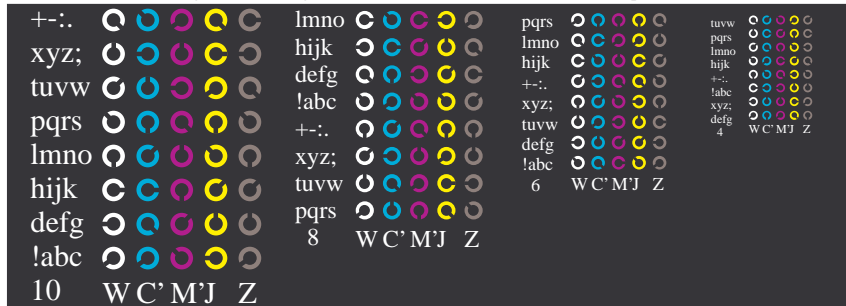 +-:.
xyz;
tuvw
pqrs
lmno
hijk
defg
!abc
10 W C' M'J Z
lmno
hijk
defg
!abc
+-:.
xyz;
tuvw
pqrs
8 W C' M'J Z
pqrs
lmno
hijk
+-:.
xyz;
tuvw
defg
!abc
6 W C' M'J Z
tuvw
pqrs
lmno
hijk
+-:.
!abc
xyz;
defg
4 W C' M'J Z